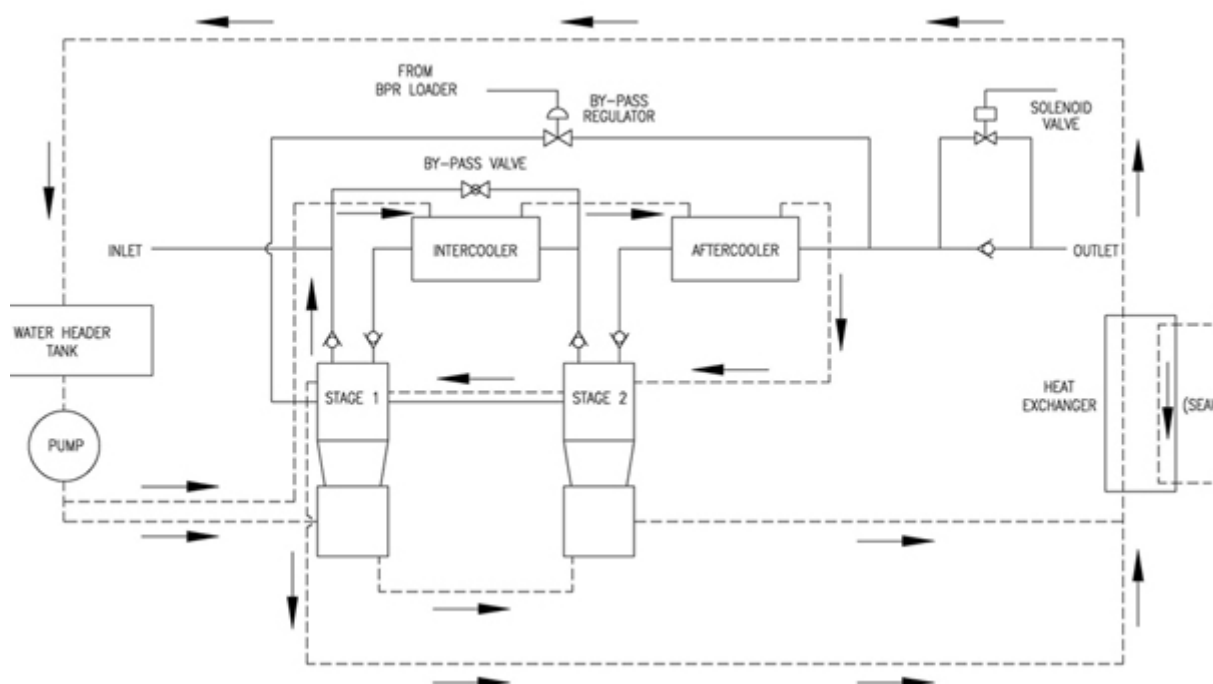 FROM
BPR LOADER
BY-PASS
REGULATOR
SOLENOID
VALVE
BY-PASS VALVE
INLET
INTERCOOLER
AFTERCOOLER
OUTLET
WATER HEADER
TANK
STAGE 1
STAGE 2
HEAT
EXCHANGER
PUMP